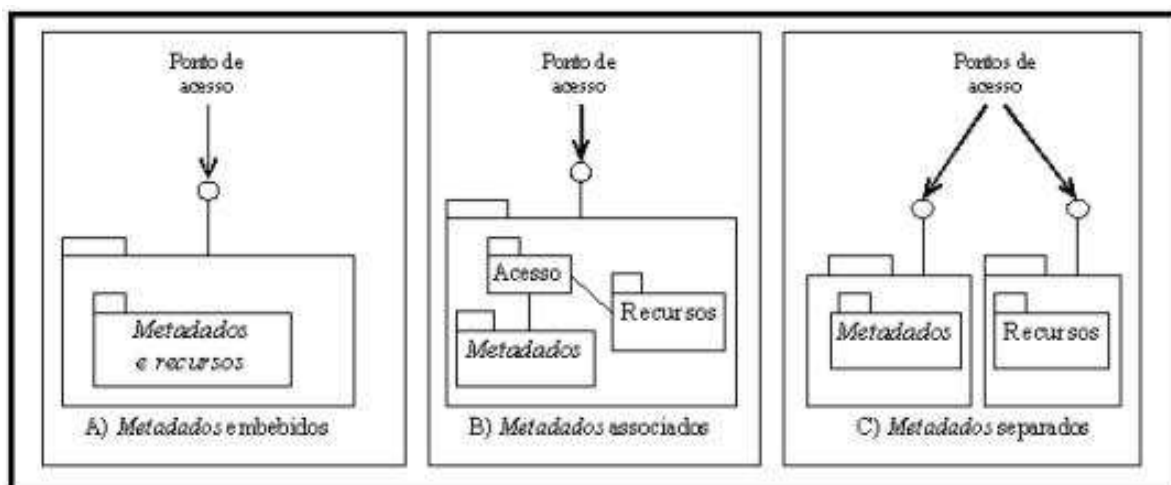 Ponto de
acesso
Metadados
e recursos
A) Metadados embebidos
Ponto de
acesso
Acesso
Recursos
Metadados
B) Metadados associados
Pontos de
acesso
Metadados
Recursos
C) Metadados separados